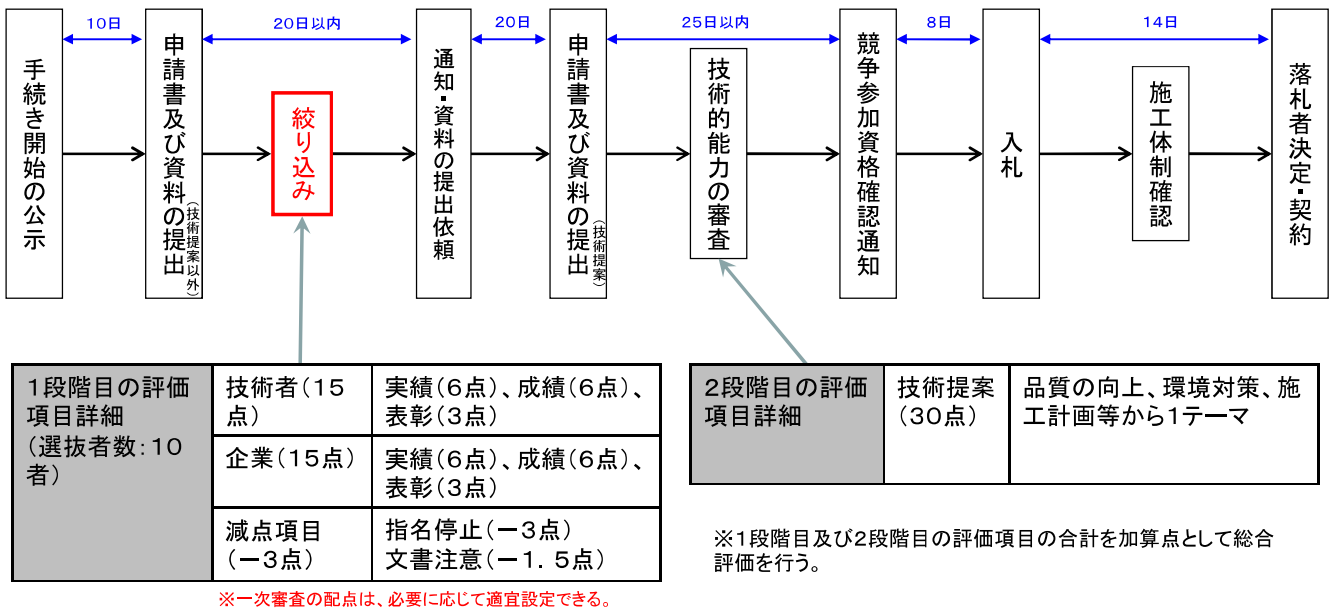 10日
20日以内
20日
25日以内
8日
14日
手続き開始の公示
申請書及び資料の提出
（技術提案以外）
絞り込み
通知・資料の提出依頼
申請書及び資料の提出
（技術提案）
技術的能力の審査
競争参加資格確認通知
入札
施工体制確認
落札者決定・契約
1段階目の評価
項目詳細
（選抜者数：10
者）
技術者（15
点）
実績（6点）、成績（6点）、
表彰（3点）
企業（15点）
実績（6点）、成績（6点）、
表彰（3点）
減点項目
（－3点）
指名停止（－3点）
文書注意（－1．5点）
※一次審査の配点は、必要に応じて適宜設定できる。
2段階目の評価
項目詳細
技術提案
（30点）
品質の向上、環境対策、施
工計画等から1テーマ
※1段階目及び2段階目の評価項目の合計を加算点として総合
評価を行う。